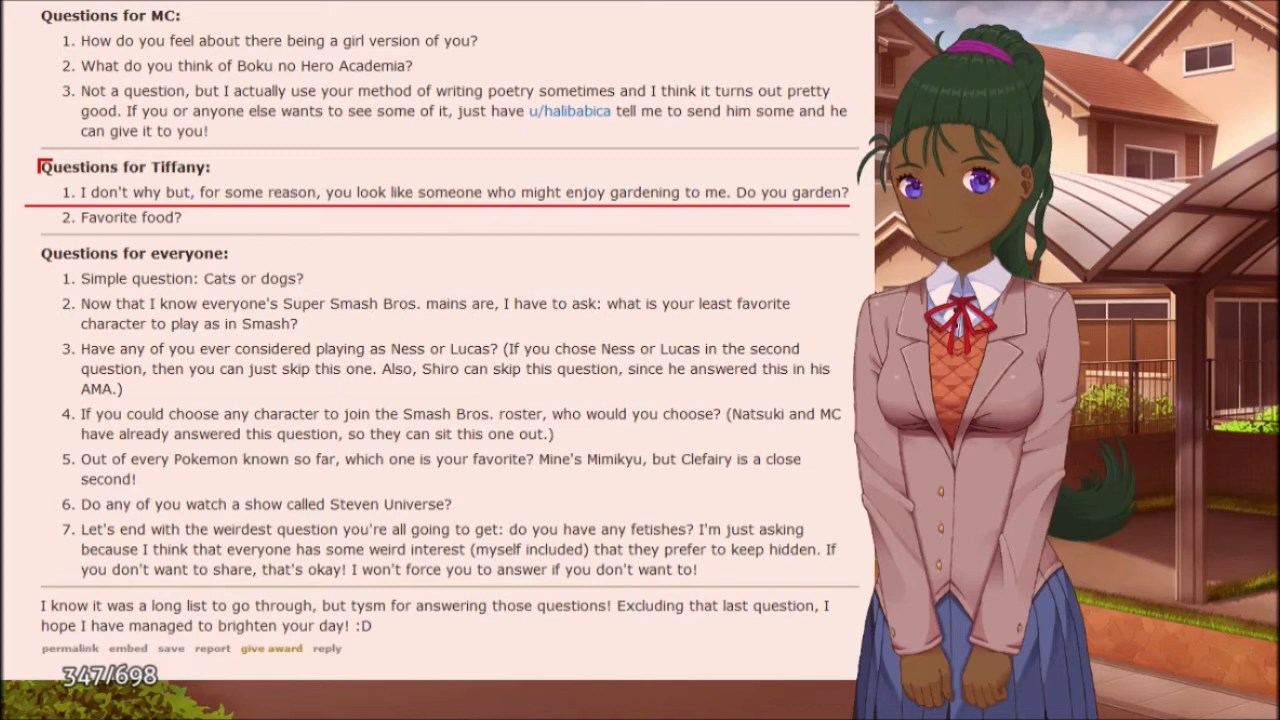 Questions for MC:
1. How do you feel about there being a girl version of you?
2. What do you think of Boku no Hero Academia?
3. Not a question, but I actually use your method of writing poetry sometimes and I think it turns out pretty
good. If you or anyone else wants to see some of it, just have u/halibabica tell me to send him some and he
can give it to you!
Questions for Tiffany:
1. I don't why but, for some reason, you look like someone who might enjoy gardening to me. Do you garden?
2. Favorite food?
Questions for everyone:
1. Simple question: Cats or dogs?
2. Now that I know everyone's Super Smash Bros. mains are, I have to ask: what is your least favorite
character to play as in Smash?
3. Have any of you ever considered playing as Ness or Lucas? (If you chose Ness or Lucas in the second
question, then you can just skip this one. Also, Shiro can skip this question, since he answered this in his
AMA.)
4. If you could choose any character to join the Smash Bros. roster, who would you choose? (Natsuki and MC
have already answered this question, so they can sit this one out.)
5. Out of every Pokemon known so far, which one is your favorite? Mine's Mimikyu, but Clefairy is a close
second!
6. Do any of you watch a show called Steven Universe?
7. Let's end with the weirdest question you're all going to get: do you have any fetishes? I'm just asking
because I think that everyone has some weird interest (myself included) that they prefer to keep hidden. If
you don't want to share, that's okay! I won't force you to answer if you don't want to!
I know it was a long list to go through, but tysm for answering those questions! Excluding that last question, I
hope I have managed to brighten your day! :D
permalink embed save report give award reply
347/698